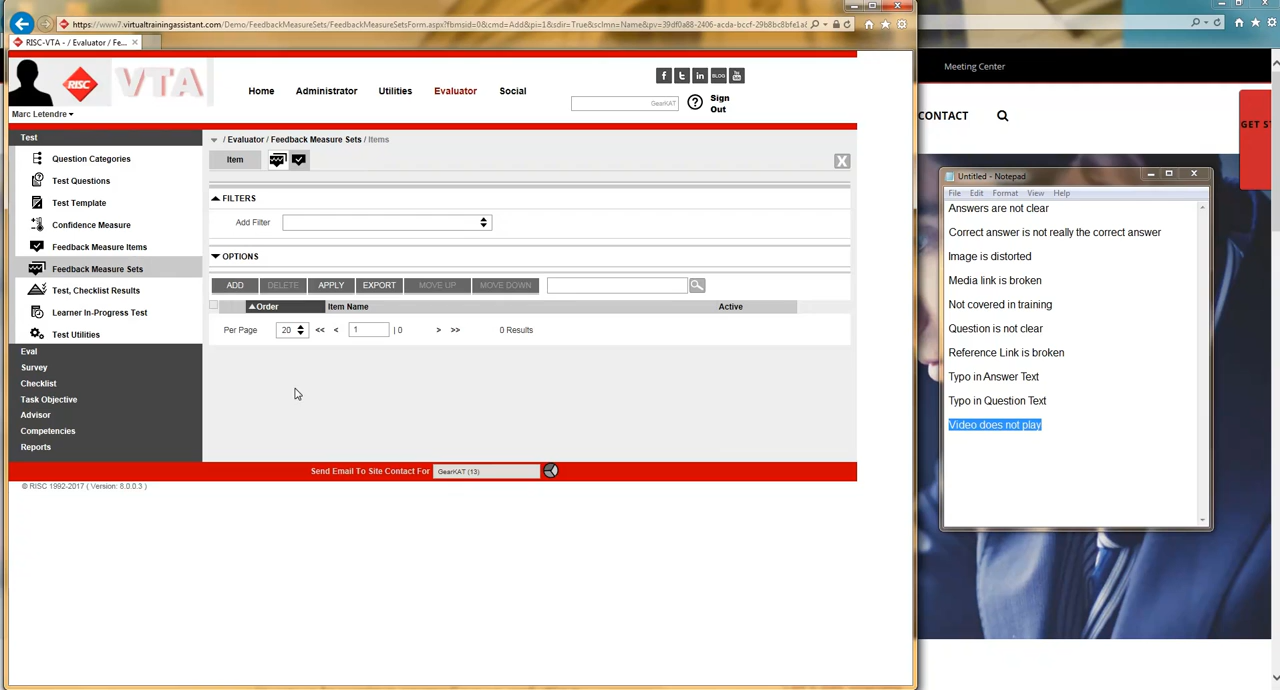 https://www7.virtualtrainingassistant.com/Demo/FeedbackMeasureSets/FeedbackMeasureSetsForm.aspx?fbmsid=0&cmd=Add&pi=1&sdir=True&sclmn=Name&pv=39df0a88-2406-acda-bccf-29b8bc8bfe1a8
RISC-VTA - / Evaluator / Fe...
RISC VTA
Marc Letendre
Home Administrator Utilities Evaluator Social
f t in BLOG You
GearKAT ? Sign Out
Test
Question Categories
Test Questions
Test Template
Confidence Measure
Feedback Measure Items
Feedback Measure Sets
Test, Checklist Results
Learner In-Progress Test
Test Utilities
Eval
Survey
Checklist
Task Objective
Advisor
Competencies
Reports
/ Evaluator / Feedback Measure Sets / Items
Item X
FILTERS
Add Filter
OPTIONS
ADD DELETE APPLY EXPORT MOVE UP MOVE DOWN
Order Item Name Active
Per Page 20 << < 1 | 0 > >> 0 Results
Send Email To Site Contact For GearKAT (13)
© RISC 1992-2017 ( Version: 8.0.0.3 )
Meeting Center
CONTACT
GET ST
Untitled - Notepad
File Edit Format View Help
Answers are not clear
Correct answer is not really the correct answer
Image is distorted
Media link is broken
Not covered in training
Question is not clear
Reference Link is broken
Typo in Answer Text
Typo in Question Text
Video does not play